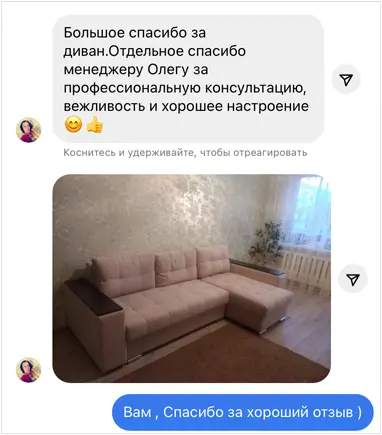 Большое спасибо за
диван.Отдельное спасибо
менеджеру Олегу за
профессиональную консультацию,
вежливость и хорошее настроение
😊👍
Коснитесь и удерживайте, чтобы отреагировать
Вам , Спасибо за хороший отзыв )